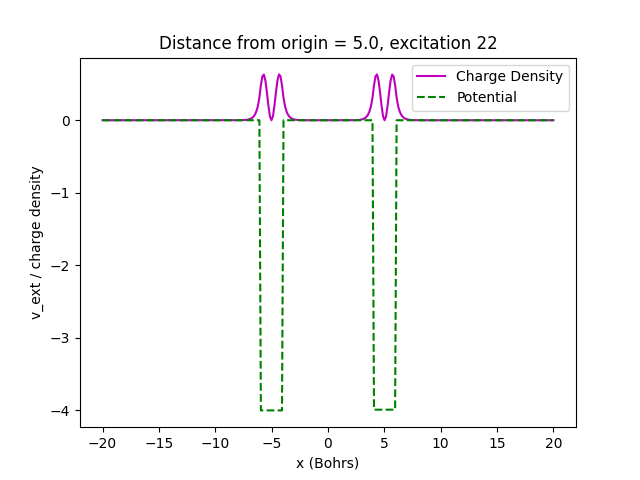 Distance from origin = 5.0, excitation 22
Charge Density
Potential
v_ext / charge density
0
−1
−2
−3
−4
−20
−15
−10
−5
0
5
10
15
20
x (Bohrs)